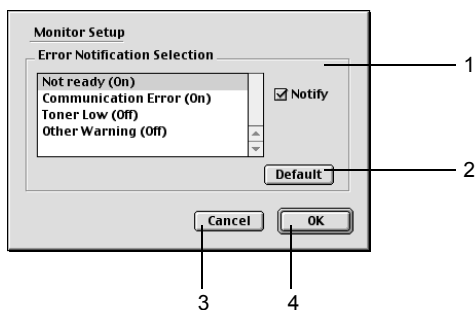 Monitor Setup
Error Notification Selection
1
Not ready (On)
Communication Error (On)
Toner Low (Off)
Other Warning (Off)
Notify
Default
2
Cancel
OK
3
4